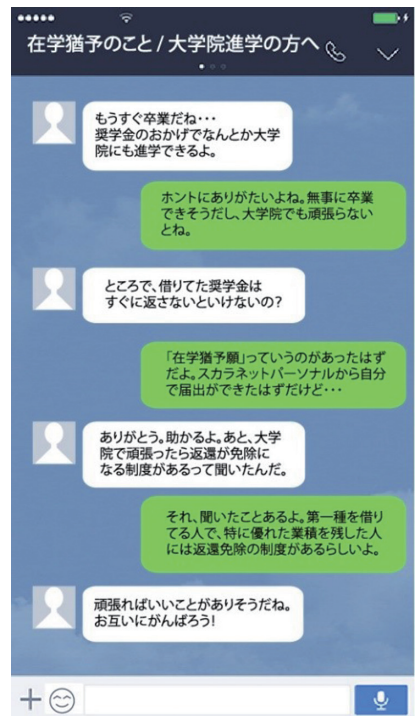 在学猶予のこと / 大学院進学の方へ
もうすぐ卒業だね・・・
奨学金のおかげでなんとか大学
院にも進学できるよ。
ホントにありがたいよね。無事に卒業
できそうだし、大学院でも頑張らない
とね。
ところで、借りてた奨学金は
すぐに返さないといけないの?
「在学猶予願」っていうのがあったはず
だよ。スカラネットパーソナルから自分
で届出ができたはずだけど・・・
ありがとう。助かるよ。あと、大学
院で頑張ったら返還が免除に
なる制度があるって聞いたんだ。
それ、聞いたことあるよ。第一種を借り
てる人で、特に優れた業績を残した人
には返還免除の制度があるらしいよ。
頑張ればいいことがありそうだね。
お互いにがんばろう!